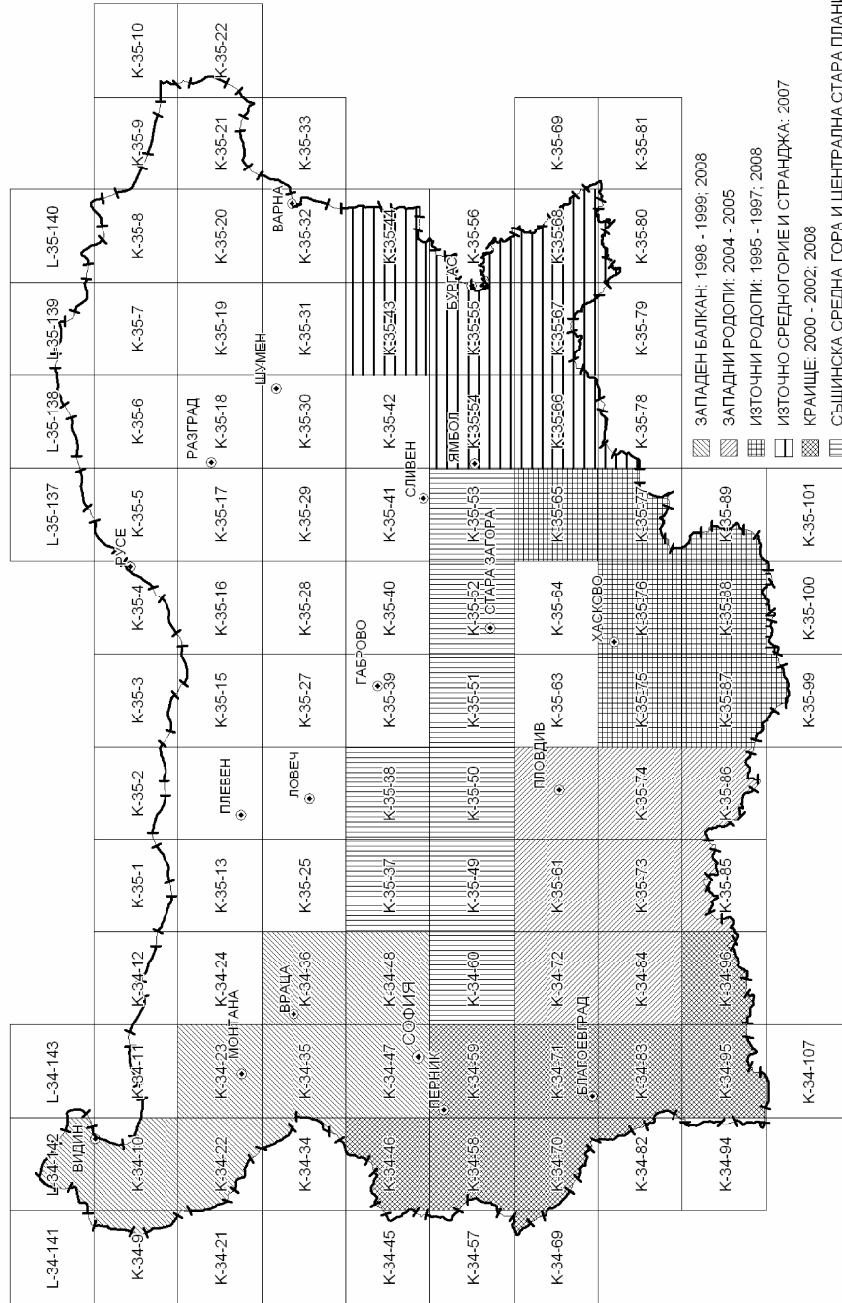 L-34-141 L-34-142 L-34-143 L-35-137 L-35-138 L-35-139 L-35-140
ВИДИН РУСЕ
K-34-9 K-34-10 K-34-11 K-34-12 K-35-1 K-35-2 K-35-3 K-35-4 K-35-5 K-35-6 K-35-7 K-35-8 K-35-9 K-35-10
РАЗГРАД
K-34-21 K-34-22 K-34-23 K-34-24 K-35-13 ПЛЕВЕН K-35-15 K-35-16 K-35-17 K-35-18 K-35-19 K-35-20 K-35-21 K-35-22
МОНТАНА ШУМЕН
ВРАЦА ВАРНА
K-34-34 K-34-35 K-34-36 K-35-25 ЛОВЕЧ K-35-27 K-35-28 K-35-29 K-35-30 K-35-31 K-35-32 K-35-33
ГАБРОВО
K-34-45 K-34-46 K-34-47 K-34-48 K-35-37 K-35-38 K-35-39 K-35-40 K-35-41 K-35-42 K-35-43 K-35-44
СОФИЯ СЛИВЕН
ПЕРНИК ЯМБОЛ БУРГАС
K-34-57 K-34-58 K-34-59 K-34-60 K-35-49 K-35-50 K-35-51 K-35-52 K-35-53 K-35-54 K-35-55 K-35-56
СТАРА ЗАГОРА
ПЛОВДИВ
K-34-69 K-34-70 K-34-71 K-34-72 K-35-61 K-35-63 K-35-64 K-35-65 K-35-66 K-35-67 K-35-68 K-35-69
БЛАГОЕВГРАД ХАСКОВО
K-34-82 K-34-83 K-34-84 K-35-73 K-35-74 K-35-75 K-35-76 K-35-77 K-35-78 K-35-79 K-35-80 K-35-81
K-34-94 K-34-95 K-34-96 K-35-85 K-35-86 K-35-87 K-35-88 K-35-89
K-34-107 K-35-99 K-35-100 K-35-101
ЗАПАДЕН БАЛКАН: 1998 - 1999; 2008
ЗАПАДНИ РОДОПИ: 2004 - 2005
ИЗТОЧНИ РОДОПИ: 1995 - 1997; 2008
ИЗТОЧНО СРЕДНОГОРИЕ И СТРАНДЖА: 2007
КРАИЩЕ: 2000 - 2002; 2008
СЪЩИНСКА СРЕДНА ГОРА И ЦЕНТРАЛНА СТАРА ПЛАНИ